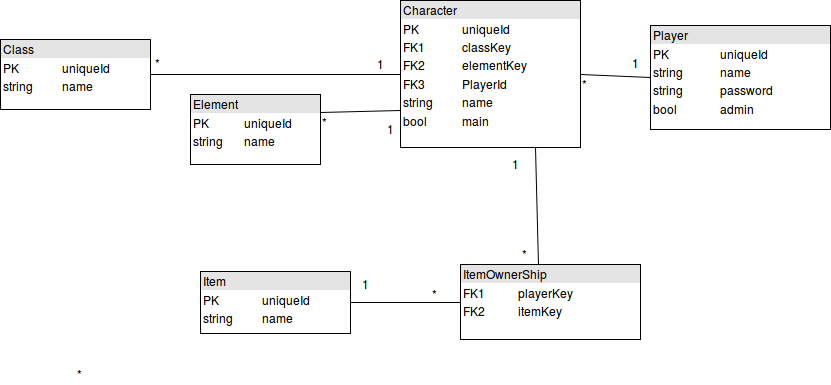 Character
PK uniqueId
FK1 classKey
FK2 elementKey
FK3 PlayerId
string name
bool main
Player
PK uniqueId
string name
string password
bool admin
Class
PK uniqueId
string name
* 1
1
*
Element
PK uniqueId
string name
*
1
1
*
Item
PK uniqueId
string name
1
*
ItemOwnerShip
FK1 playerKey
FK2 itemKey
*